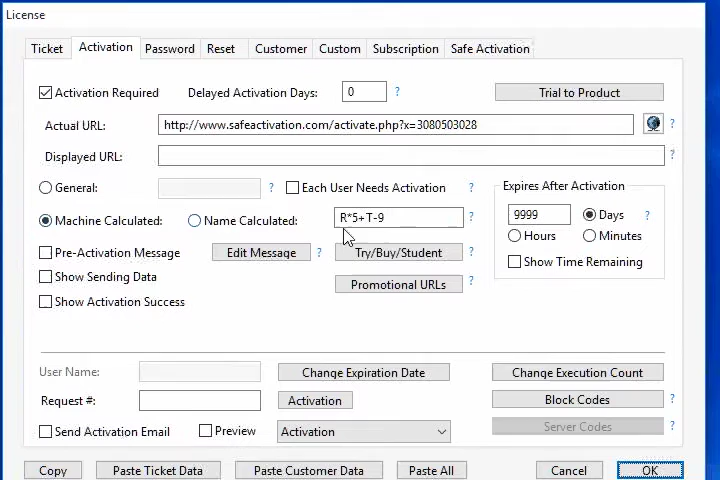 License
Ticket Activation Password Reset Customer Custom Subscription Safe Activation
Activation Required Delayed Activation Days: 0 ? Trial to Product
Actual URL: http://www.safeactivation.com/activate.php?x=3080503028 ?
Displayed URL: ?
General: ? Each User Needs Activation ? Expires After Activation
Machine Calculated: Name Calculated: R*5+T-9 ? 9999 Days ?
Hours Minutes
Pre-Activation Message Edit Message ? Try/Buy/Student ? Show Time Remaining
Show Sending Data
Promotional URLs ?
Show Activation Success
User Name: Change Expiration Date Change Execution Count
Request #: Activation Block Codes ?
Send Activation Email Preview Activation Server Codes ?
Copy Paste Ticket Data Paste Customer Data Paste All Cancel OK